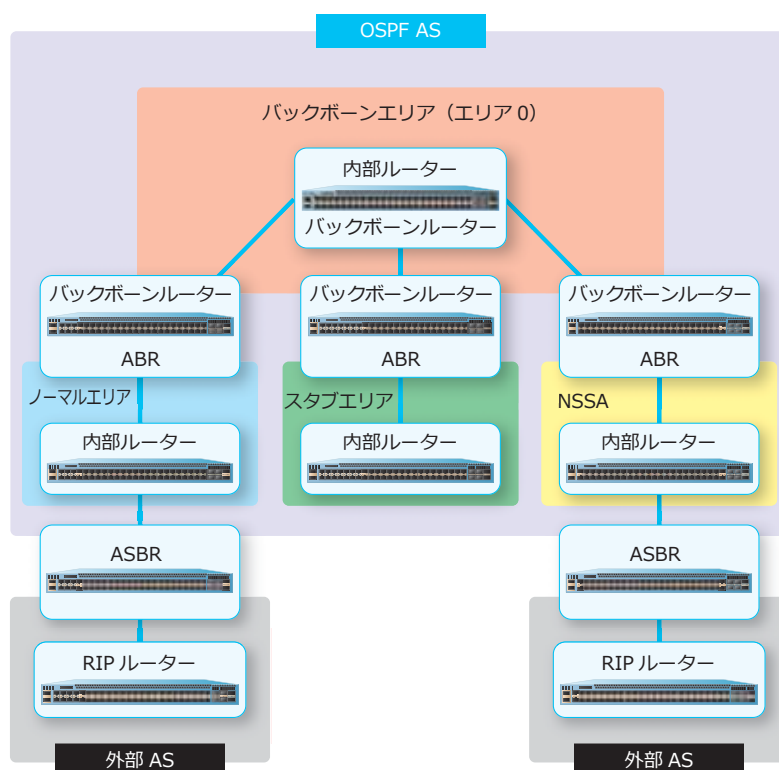 OSPF AS
バックボーンエリア（エリア 0）
内部ルーター
バックボーンルーター
バックボーンルーター
ABR
バックボーンルーター
ABR
バックボーンルーター
ABR
ノーマルエリア
スタブエリア
NSSA
内部ルーター
内部ルーター
内部ルーター
ASBR
ASBR
RIP ルーター
RIP ルーター
外部 AS
外部 AS